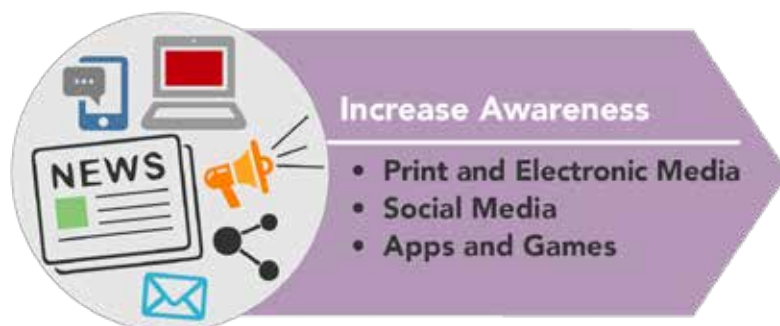 NEWS
Increase Awareness
• Print and Electronic Media
• Social Media
• Apps and Games